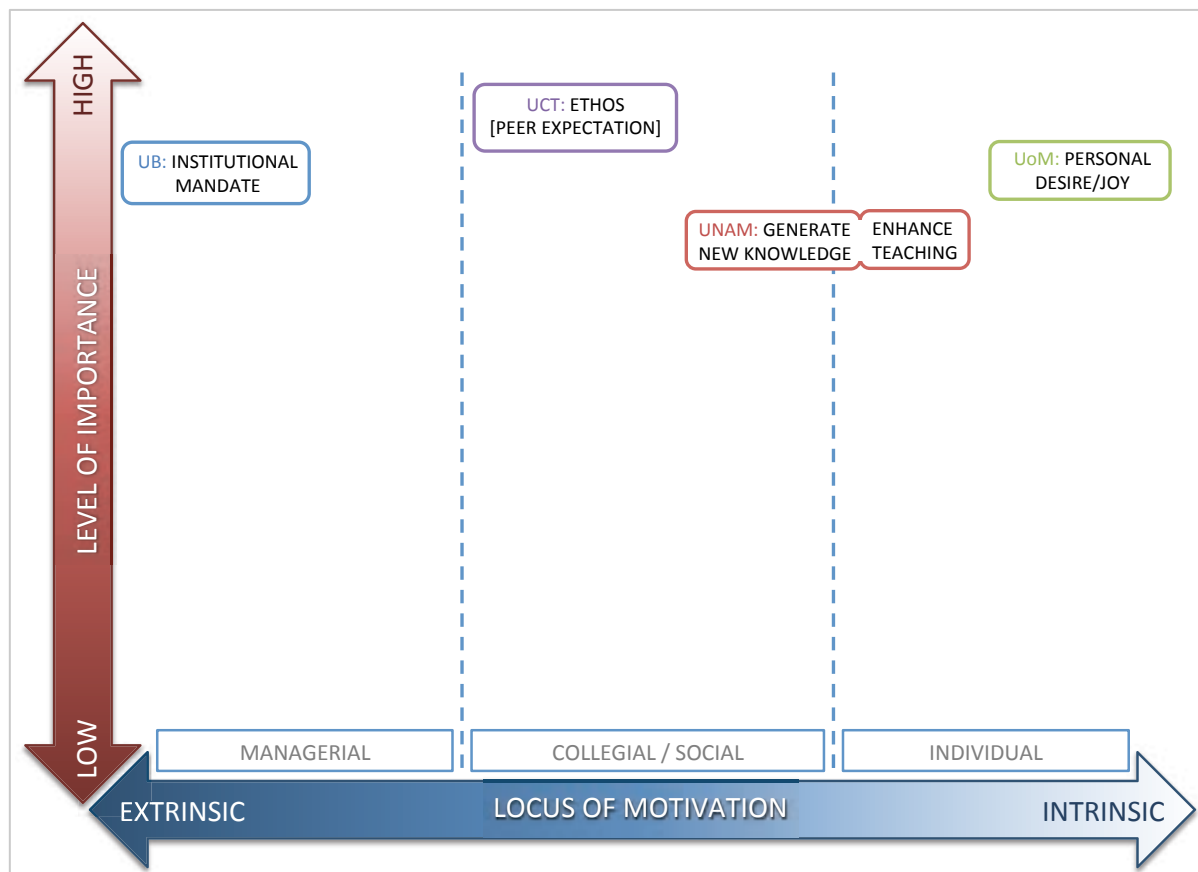 HIGH
UCT: ETHOS
[PEER EXPECTATION]
UB: INSTITUTIONAL
MANDATE
UoM: PERSONAL
DESIRE/JOY
UNAM: GENERATE
NEW KNOWLEDGE
ENHANCE
TEACHING
LEVEL OF IMPORTANCE
LOW
MANAGERIAL
COLLEGIAL / SOCIAL
INDIVIDUAL
EXTRINSIC
LOCUS OF MOTIVATION
INTRINSIC